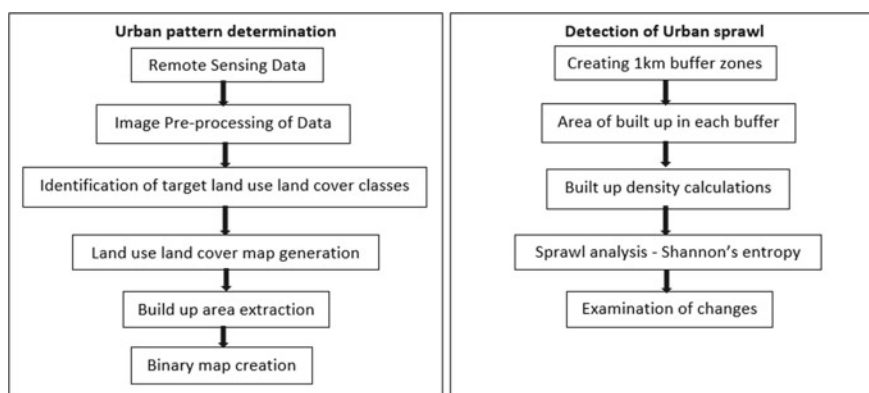 Urban pattern determination
Remote Sensing Data
Image Pre-processing of Data
Identification of target land use land cover classes
Land use land cover map generation
Build up area extraction
Binary map creation
Detection of Urban sprawl
Creating 1km buffer zones
Area of built up in each buffer
Built up density calculations
Sprawl analysis - Shannon's entropy
Examination of changes